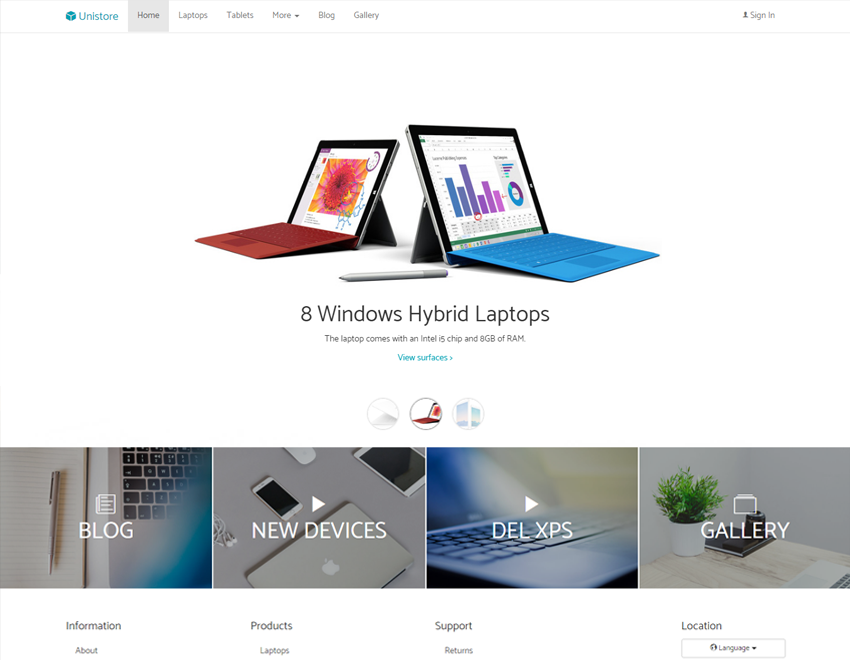 Unistore
Home
Laptops
Tablets
More
Blog
Gallery
Sign In
8 Windows Hybrid Laptops
The laptop comes with an Intel i5 chip and 8GB of RAM.
View surfaces ›
BLOG
NEW DEVICES
DEL XPS
GALLERY
Information
Products
Support
Location
About
Laptops
Returns
Language